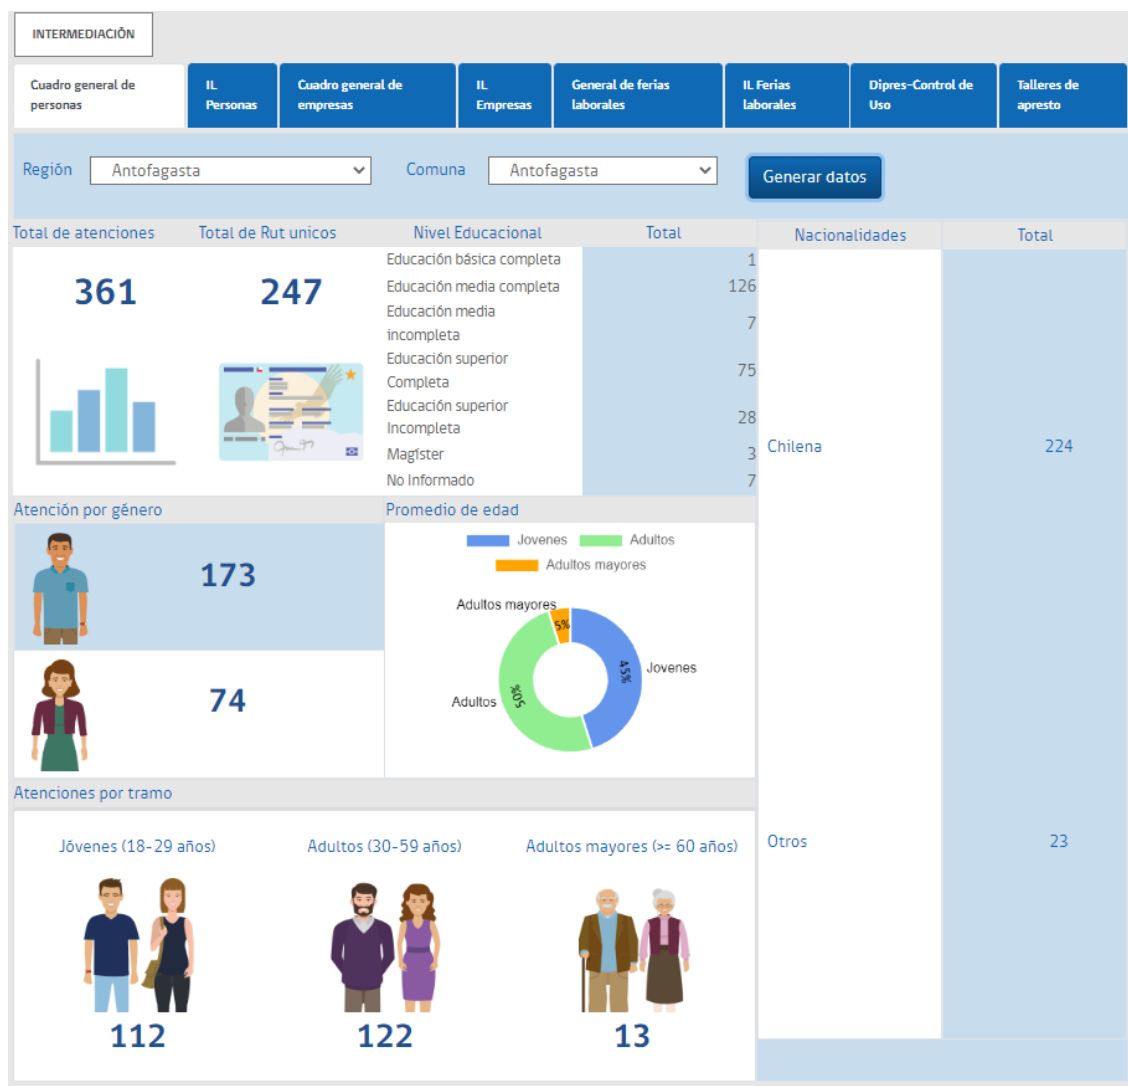 INTERMEDIACIÓN
Cuadro general de
personas
IL
Personas
Cuadro general de
empresas
IL
Empresas
General de ferias
laborales
IL Ferias
laborales
Dipres-Control de
Uso
Talleres de
apresto
Región
Antofagasta
Comuna
Antofagasta
Generar datos
Total de atenciones
Total de Rut unicos
361
247
Nivel Educacional
Total
Educación básica completa
1
Educación media completa
126
Educación media
incompleta
7
Educación superior
Completa
75
Educación superior
Incompleta
28
Magíster
3
No Informado
7
Nacionalidades
Total
Chilena
224
Otros
23
Atención por género
173
74
Promedio de edad
Jovenes
Adultos
Adultos mayores
Adultos mayores
5%
45%
Jovenes
Adultos
50%
Atenciones por tramo
Jóvenes (18-29 años)
Adultos (30-59 años)
Adultos mayores (>= 60 años)
112
122
13